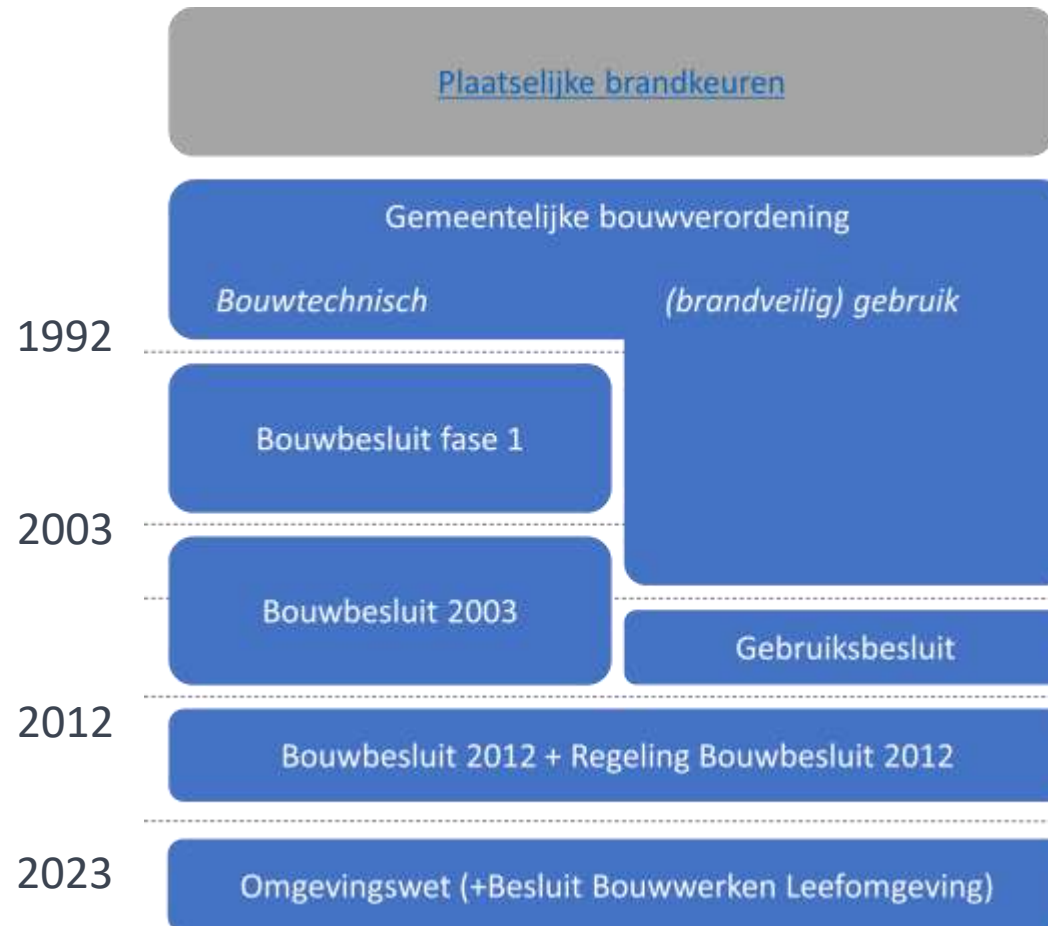 Plaatselijke brandkeuren
Gemeentelijke bouwverordening
Bouwtechnisch (brandveilig) gebruik
1992
Bouwbesluit fase 1
2003
Bouwbesluit 2003
Gebruiksbesluit
2012
Bouwbesluit 2012 + Regeling Bouwbesluit 2012
2023
Omgevingswet (+Besluit Bouwwerken Leefomgeving)